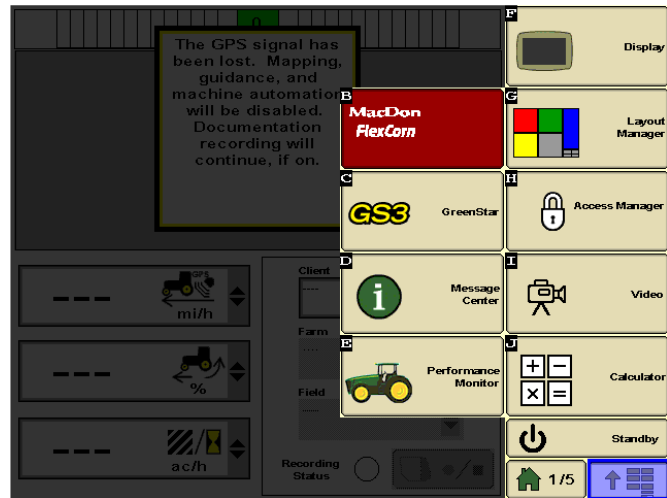 0
The GPS signal has
been lost. Mapping,
guidance, and
machine automation
will be disabled.
Documentation
recording will
continue, if on.
--- GPS
mi/h
---
%
---
ac/h
Client
----
Farm
----
Field
-----
Recording
Status
B
MacDon
FlexCorn
C
GS3 GreenStar
D
Message
Center
E
Performance
Monitor
F
Display
G
Layout
Manager
H
Access Manager
I
Video
J
Calculator
Standby
1/5